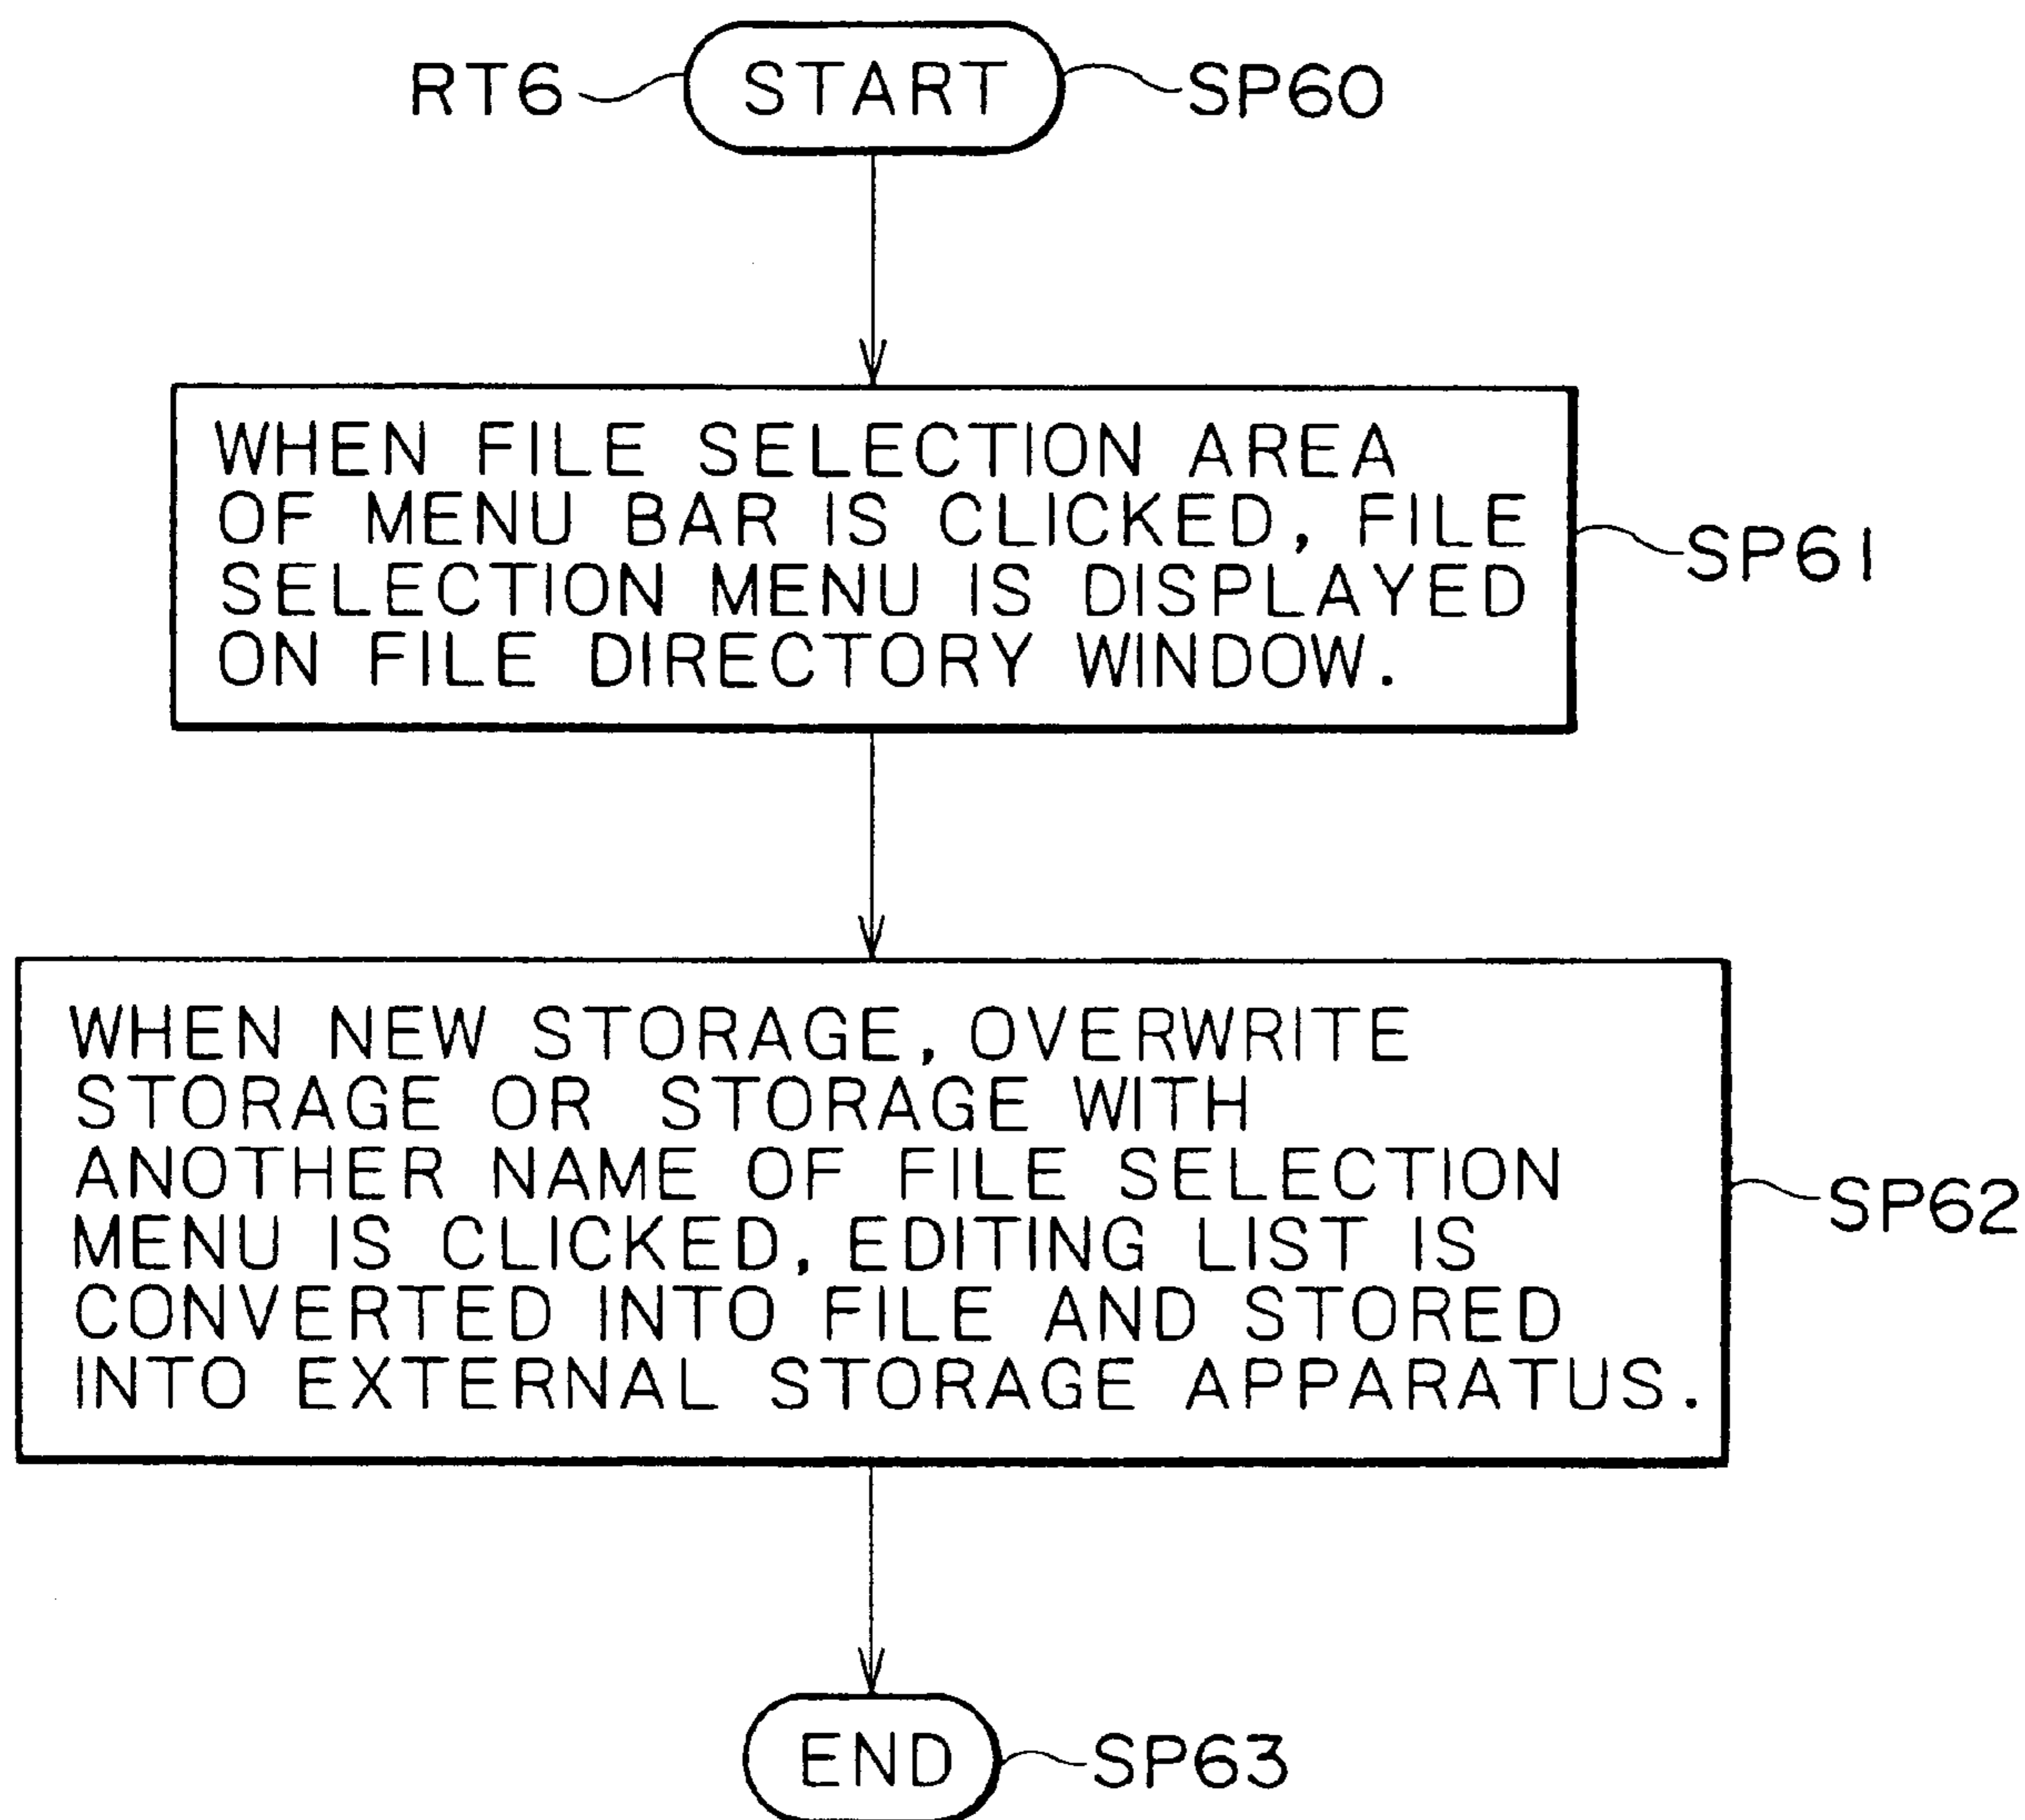 RT6 START SP60
WHEN FILE SELECTION AREA
OF MENU BAR IS CLICKED, FILE
SELECTION MENU IS DISPLAYED
ON FILE DIRECTORY WINDOW.
SP61
WHEN NEW STORAGE, OVERWRITE
STORAGE OR STORAGE WITH
ANOTHER NAME OF FILE SELECTION
MENU IS CLICKED, EDITING LIST IS
CONVERTED INTO FILE AND STORED
INTO EXTERNAL STORAGE APPARATUS.
SP62
END SP63